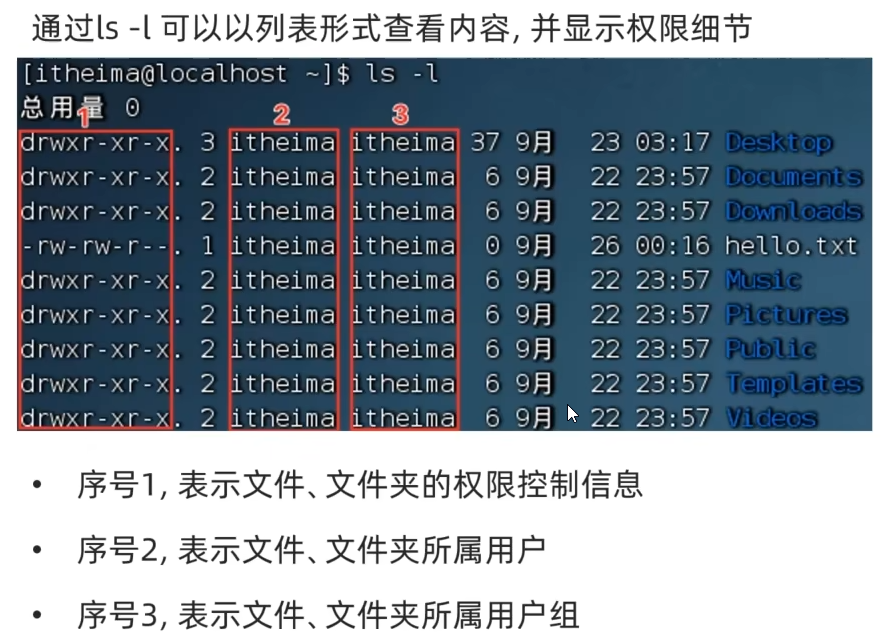 通过ls -l 可以以列表形式查看内容, 并显示权限细节
[itheima@localhost ~]$ ls -l
总用量 0
1 2 3
drwxr-xr-x. 3 itheima itheima 37 9月 23 03:17 Desktop
drwxr-xr-x. 2 itheima itheima 6 9月 22 23:57 Documents
drwxr-xr-x. 2 itheima itheima 6 9月 22 23:57 Downloads
-rw-rw-r--. 1 itheima itheima 0 9月 26 00:16 hello.txt
drwxr-xr-x. 2 itheima itheima 6 9月 22 23:57 Music
drwxr-xr-x. 2 itheima itheima 6 9月 22 23:57 Pictures
drwxr-xr-x. 2 itheima itheima 6 9月 22 23:57 Public
drwxr-xr-x. 2 itheima itheima 6 9月 22 23:57 Templates
drwxr-xr-x. 2 itheima itheima 6 9月 22 23:57 Videos
• 序号1, 表示文件、文件夹的权限控制信息
• 序号2, 表示文件、文件夹所属用户
• 序号3, 表示文件、文件夹所属用户组